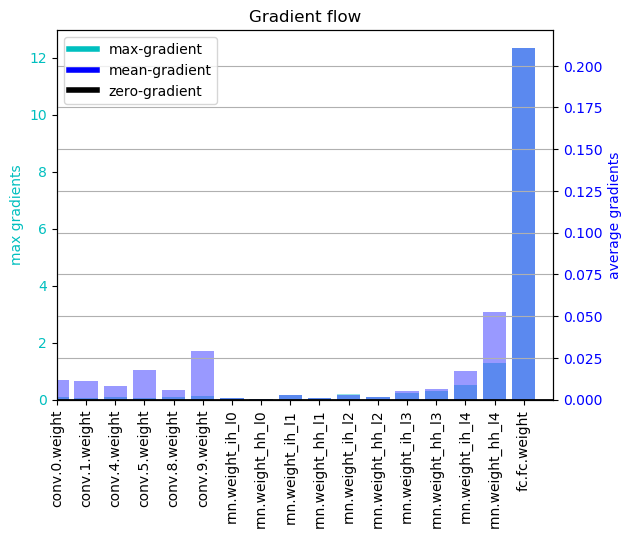 Gradient flow
max-gradient
mean-gradient
zero-gradient
max gradients
12
10
8
6
4
2
0
average gradients
0.200
0.175
0.150
0.125
0.100
0.075
0.050
0.025
0.000
conv.0.weight
conv.1.weight
conv.4.weight
conv.5.weight
conv.8.weight
conv.9.weight
rnn.weight_ih_l0
rnn.weight_hh_l0
rnn.weight_ih_l1
rnn.weight_hh_l1
rnn.weight_ih_l2
rnn.weight_hh_l2
rnn.weight_ih_l3
rnn.weight_hh_l3
rnn.weight_ih_l4
rnn.weight_hh_l4
fc.fc.weight